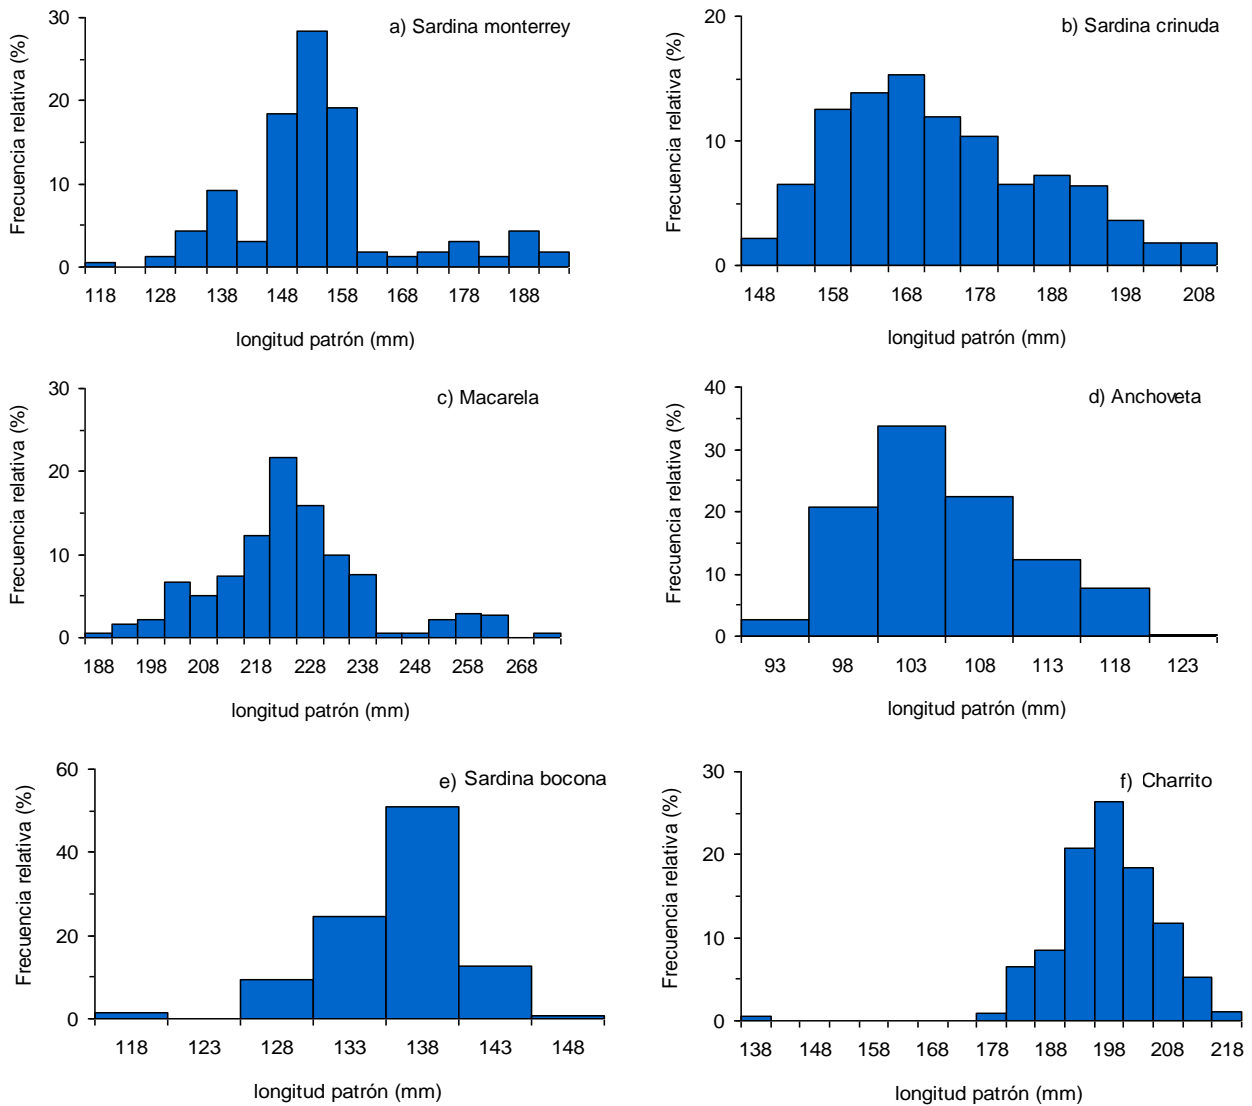 a) Sardina monterrey
Frecuencia relativa (%)
30
20
10
0
118 128 138 148 158 168 178 188
longitud patrón (mm)
b) Sardina crinuda
Frecuencia relativa (%)
20
10
0
148 158 168 178 188 198 208
longitud patrón (mm)
c) Macarela
Frecuencia relativa (%)
30
20
10
0
188 198 208 218 228 238 248 258 268
longitud patrón (mm)
d) Anchoveta
Frecuencia relativa (%)
40
30
20
10
0
93 98 103 108 113 118 123
longitud patrón (mm)
e) Sardina bocona
Frecuencia relativa (%)
60
40
20
0
118 123 128 133 138 143 148
longitud patrón (mm)
f) Charrito
Frecuencia relativa (%)
30
20
10
0
138 148 158 168 178 188 198 208 218
longitud patrón (mm)